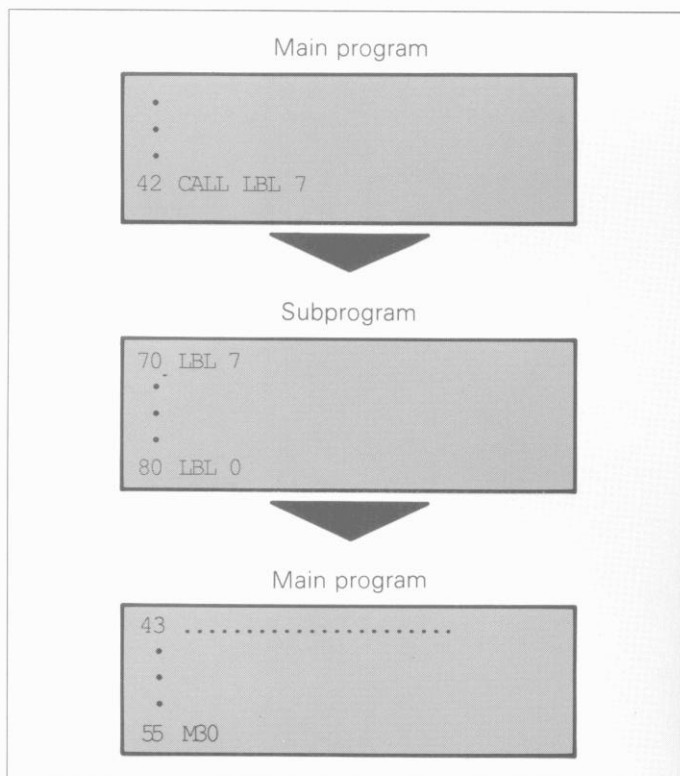 Main program
•
•
•
42 CALL LBL 7
Subprogram
70 LBL 7
•
•
•
80 LBL 0
Main program
43 ......................
•
•
•
55 M30